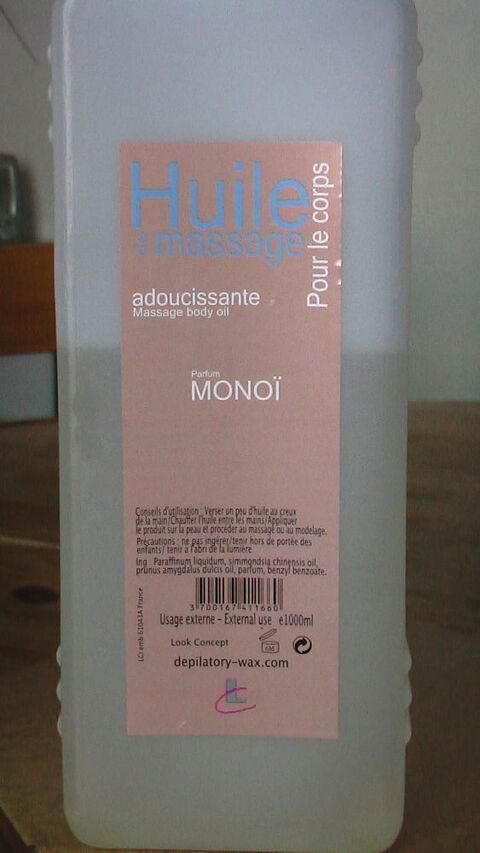 Huile
de massage
Pour le corps
adoucissante
Massage body oil
Parfum
MONOÏ
Conseils d'utilisation : Verser un peu d'huile au creux
de la main/Chauffer l'huile entre les mains/Appliquer
le produit sur la peau et procéder au massage ou au modelage.
Précautions : ne pas ingérer/tenir hors de portée des
enfants/ tenir à l'abri de la lumière
Ing : Paraffinum liquidum, simmondsia chinensis oil,
prunus amygdalus dulcis oil, parfum, benzyl benzoate.
3 700167 411660
Usage externe - External use e1000ml
LCI emb 61043A France
Look Concept
6M
depilatory-wax.com
LC